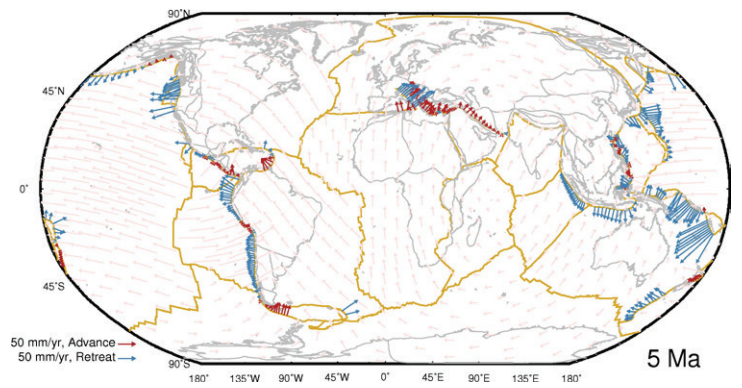 90˚N
45˚N
0˚
45˚S
50 mm/yr, Advance
50 mm/yr, Retreat
5 Ma
90˚S
180˚ 135˚W 90˚W 45˚W 0˚ 45˚E 90˚E 135˚E 180˚